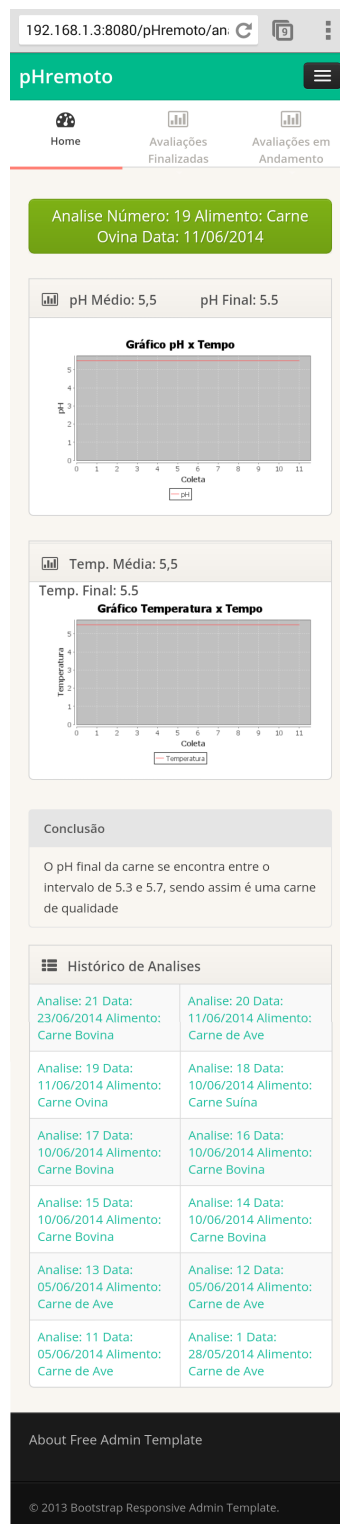 192.168.1.3:8080/pHremoto/an
9
pHremoto
Home
Avaliações
Finalizadas
Avaliações em
Andamento
Analise Número: 19 Alimento: Carne
Ovina Data: 11/06/2014
pH Médio: 5,5 pH Final: 5.5
Gráfico pH x Tempo
pH
5
4
3
2
1
0
0 1 2 3 4 5 6 7 8 9 10 11
Coleta
pH
Temp. Média: 5,5
Temp. Final: 5.5
Gráfico Temperatura x Tempo
Temperatura
5
4
3
2
1
0
0 1 2 3 4 5 6 7 8 9 10 11
Coleta
Temperatura
Conclusão
O pH final da carne se encontra entre o
intervalo de 5.3 e 5.7, sendo assim é uma carne
de qualidade
Histórico de Analises
Analise: 21 Data:
23/06/2014 Alimento:
Carne Bovina
Analise: 20 Data:
11/06/2014 Alimento:
Carne de Ave
Analise: 19 Data:
11/06/2014 Alimento:
Carne Ovina
Analise: 18 Data:
10/06/2014 Alimento:
Carne Suína
Analise: 17 Data:
10/06/2014 Alimento:
Carne Bovina
Analise: 16 Data:
10/06/2014 Alimento:
Carne Bovina
Analise: 15 Data:
10/06/2014 Alimento:
Carne Bovina
Analise: 14 Data:
10/06/2014 Alimento:
Carne Bovina
Analise: 13 Data:
05/06/2014 Alimento:
Carne de Ave
Analise: 12 Data:
05/06/2014 Alimento:
Carne de Ave
Analise: 11 Data:
05/06/2014 Alimento:
Carne de Ave
Analise: 1 Data:
28/05/2014 Alimento:
Carne de Ave
About Free Admin Template
© 2013 Bootstrap Responsive Admin Template.